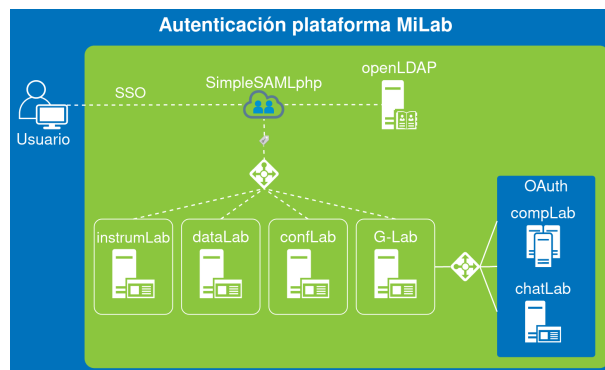 Autenticación plataforma MiLab
openLDAP
SimpleSAMLphp
SSO
Usuario
OAuth
compLab
instrumLab
dataLab
confLab
G-Lab
chatLab